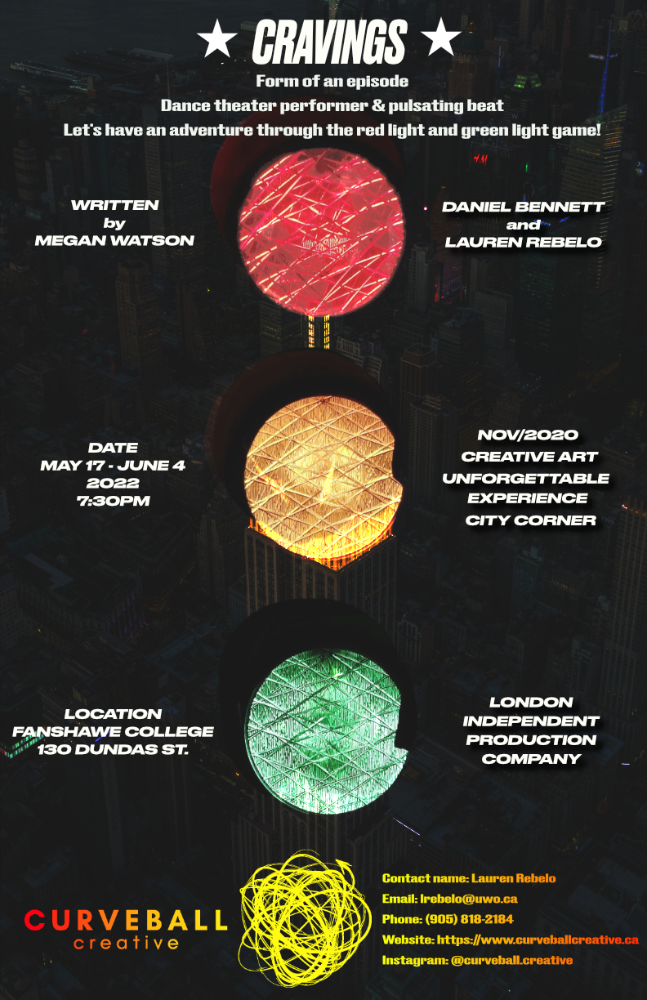 ★ CRAVINGS ★
Form of an episode
Dance theater performer & pulsating beat
Let's have an adventure through the red light and green light game!
H&M
WRITTEN
by
MEGAN WATSON
DANIEL BENNETT
and
LAUREN REBELO
DATE
MAY 17 - JUNE 4
2022
7:30PM
NOV/2020
CREATIVE ART
UNFORGETTABLE
EXPERIENCE
CITY CORNER
LOCATION
FANSHAWE COLLEGE
130 DUNDAS ST.
LONDON
INDEPENDENT
PRODUCTION
COMPANY
CURVEBALL
creative
Contact name: Lauren Rebelo
Email: lrebelo@uwo.ca
Phone: (905) 818-2184
Website: https://www.curveballcreative.ca
Instagram: @curveball.creative